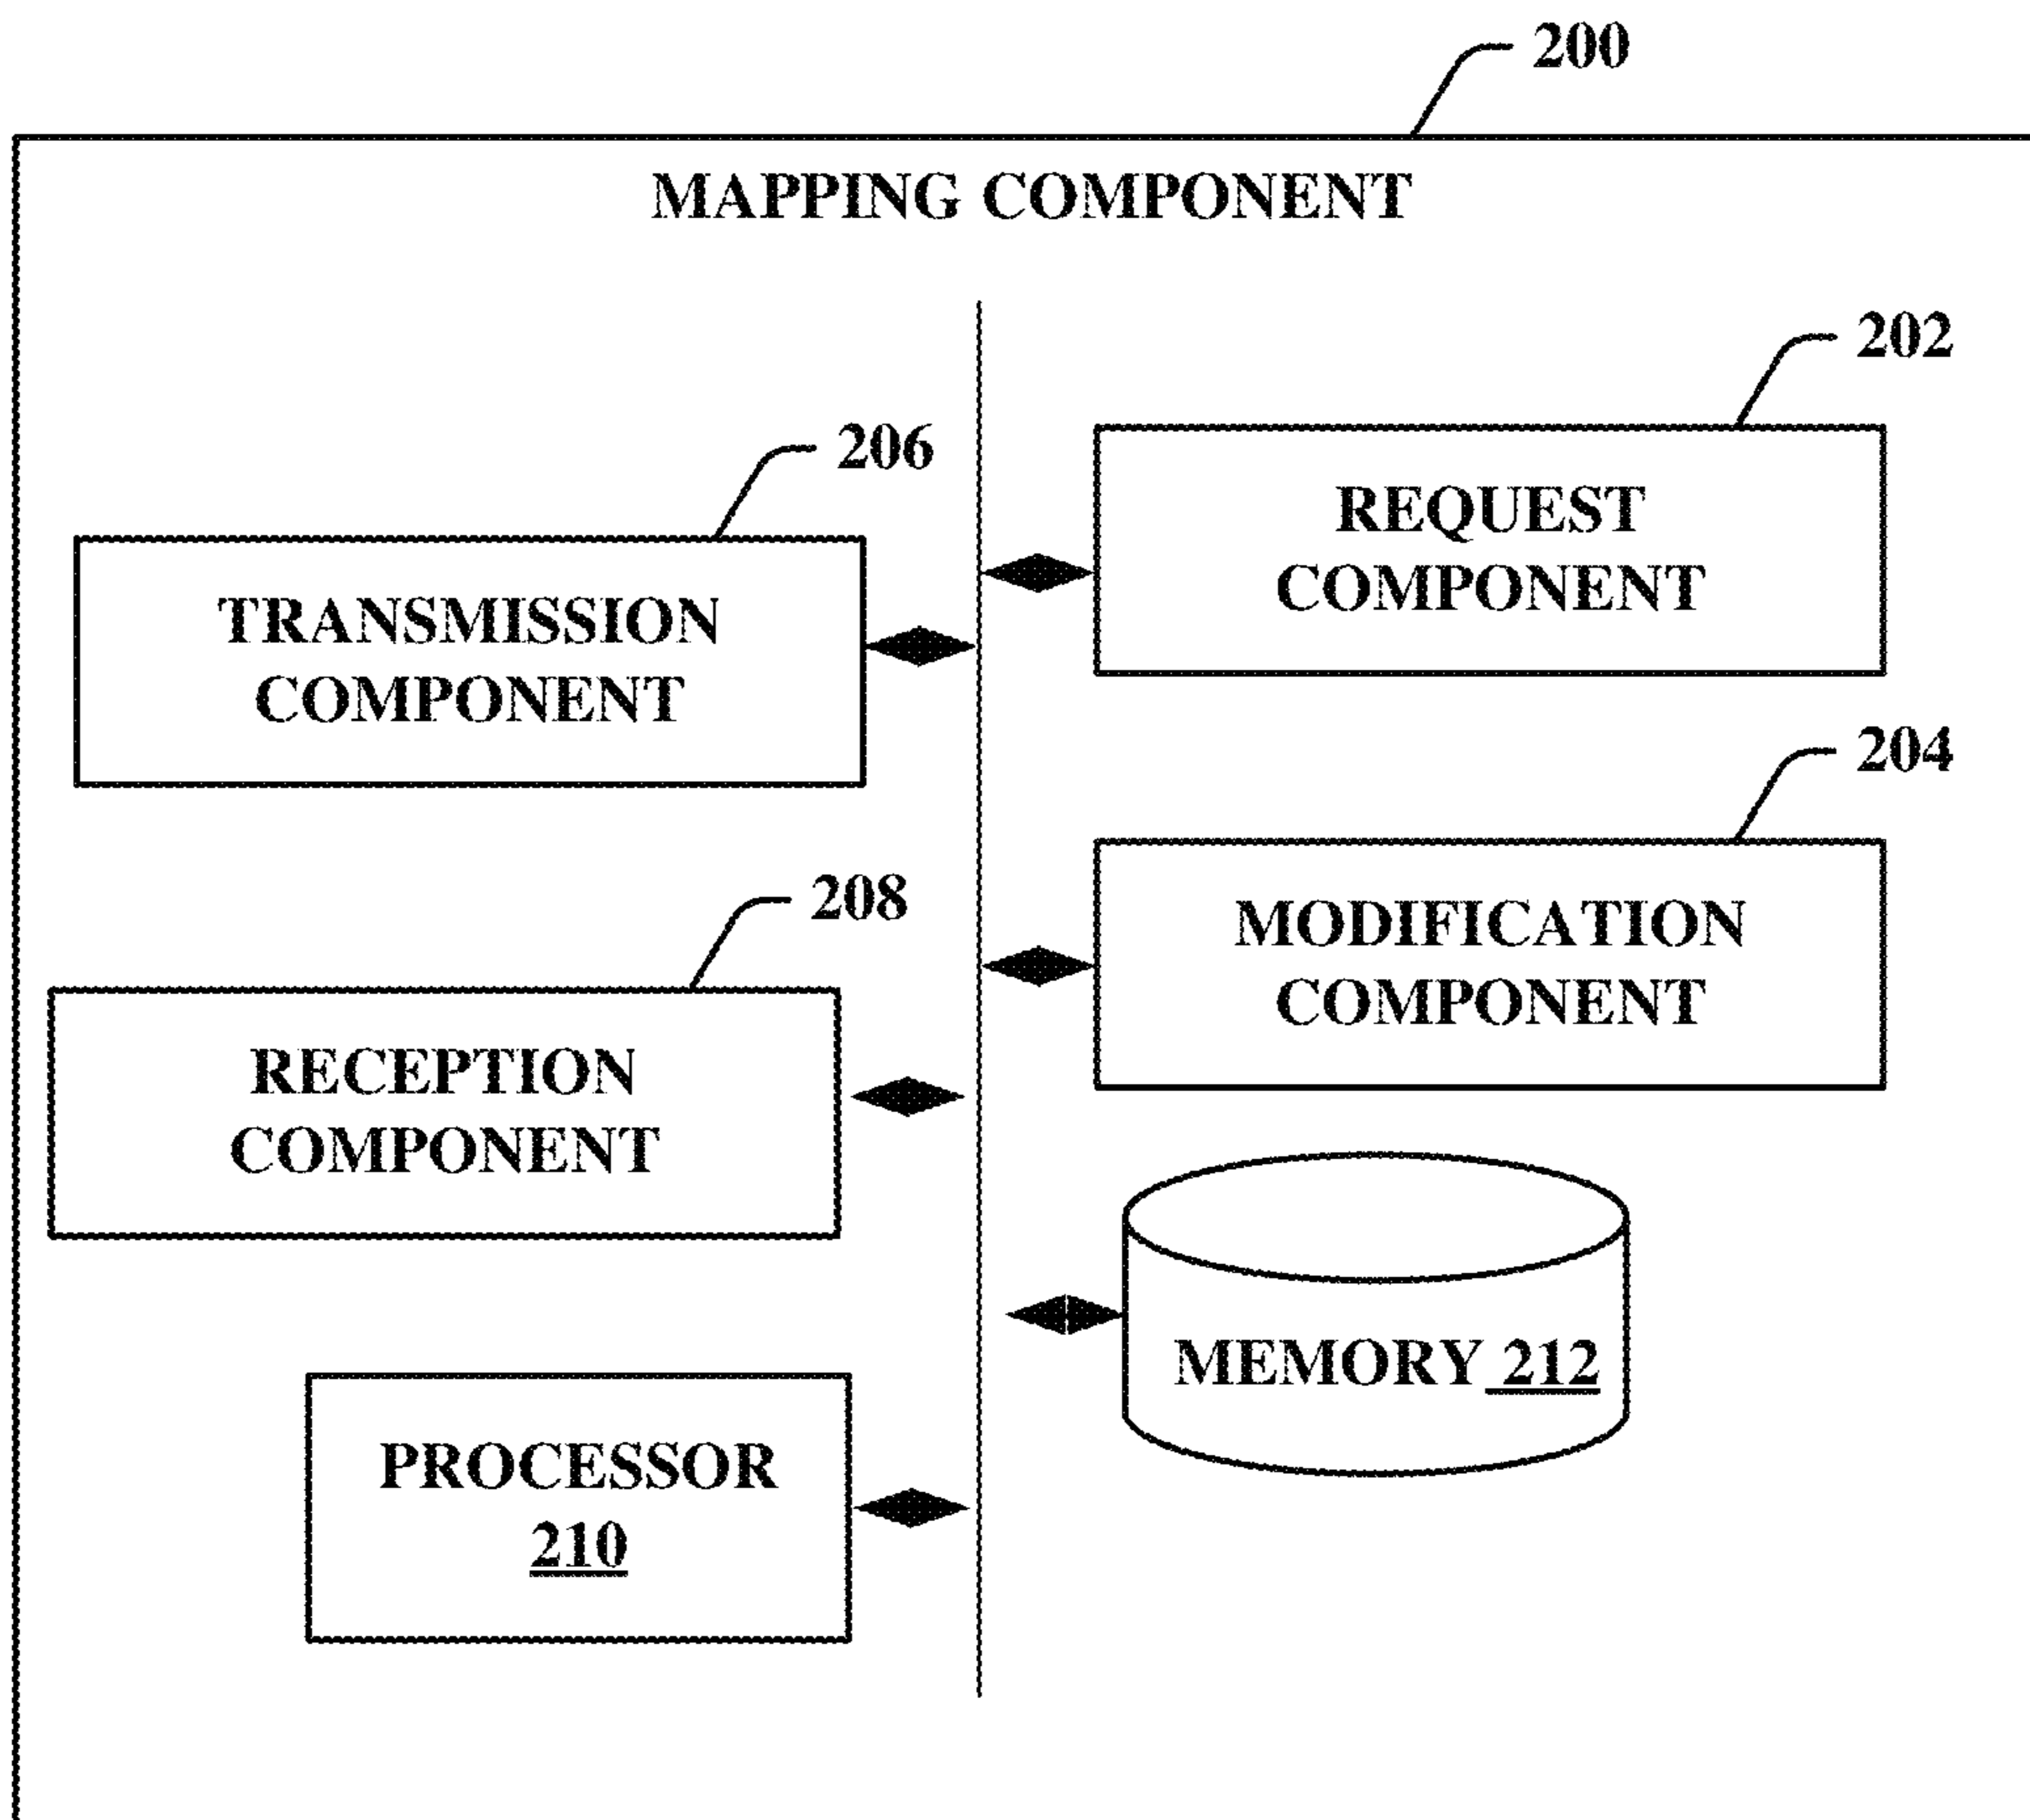 200
MAPPING COMPONENT
202
206
REQUEST
COMPONENT
TRANSMISSION
COMPONENT
204
208
MODIFICATION
COMPONENT
RECEPTION
COMPONENT
MEMORY 212
PROCESSOR
210